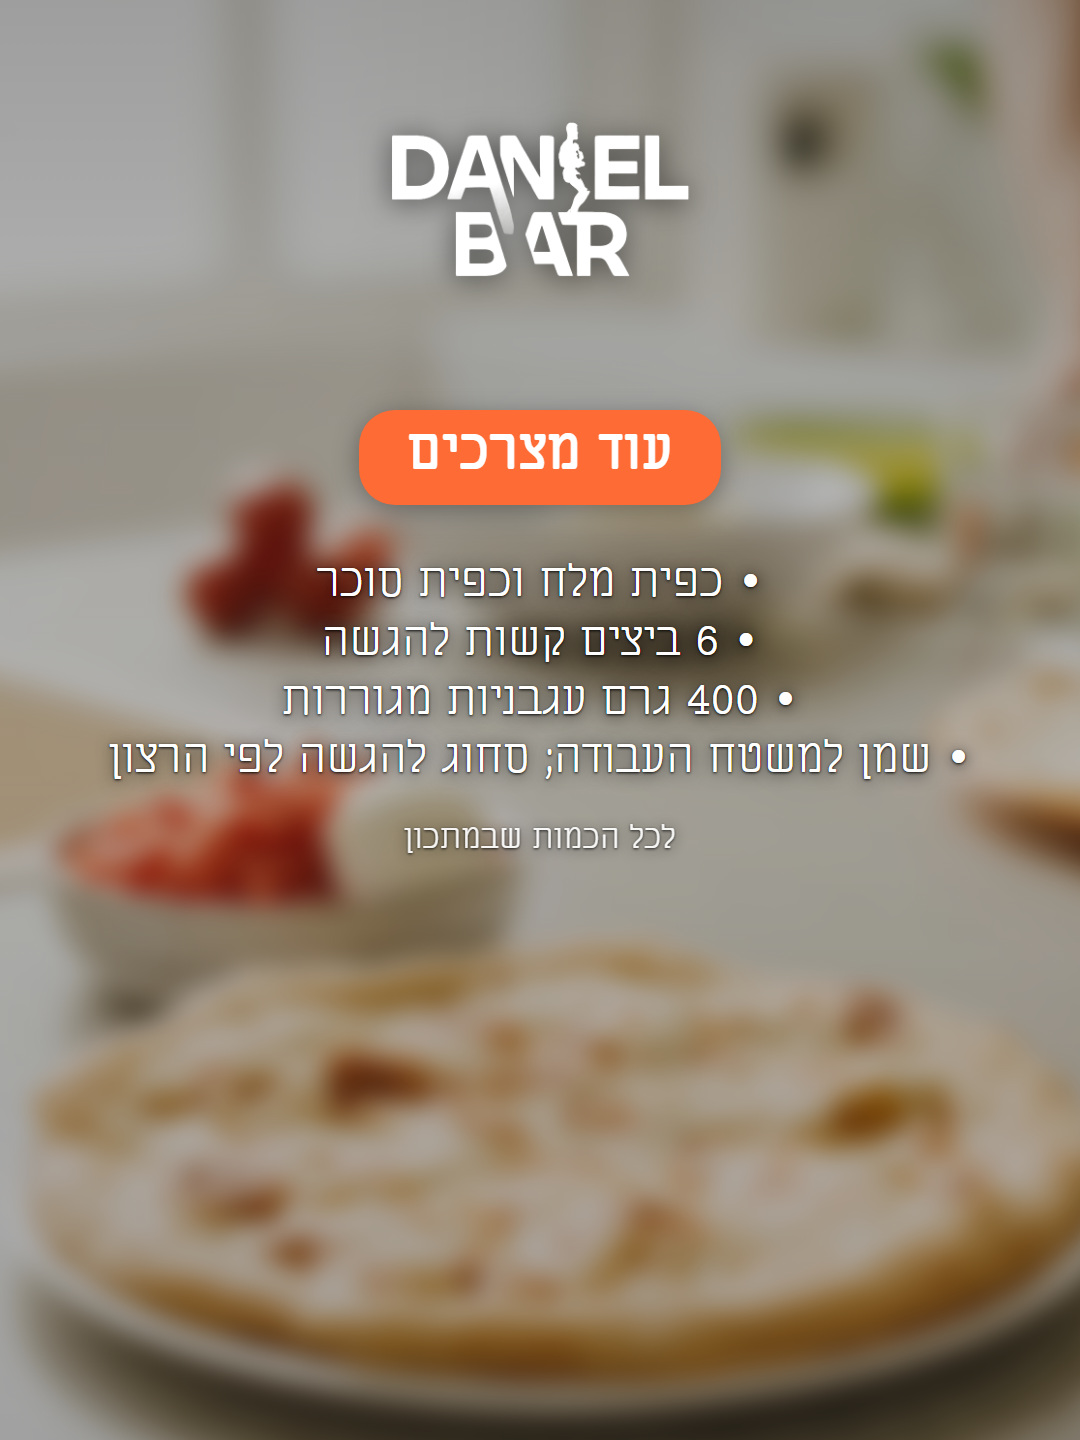 DANIEL
BAR
עוד מצרכים
• כפית מלח וכפית סוכר
• 6 ביצים קשות להגשה
• 400 גרם עגבניות מגוררות
• שמן למשטח העבודה; סחוג להגשה לפי הרצון
לכל הכמות שבמתכון